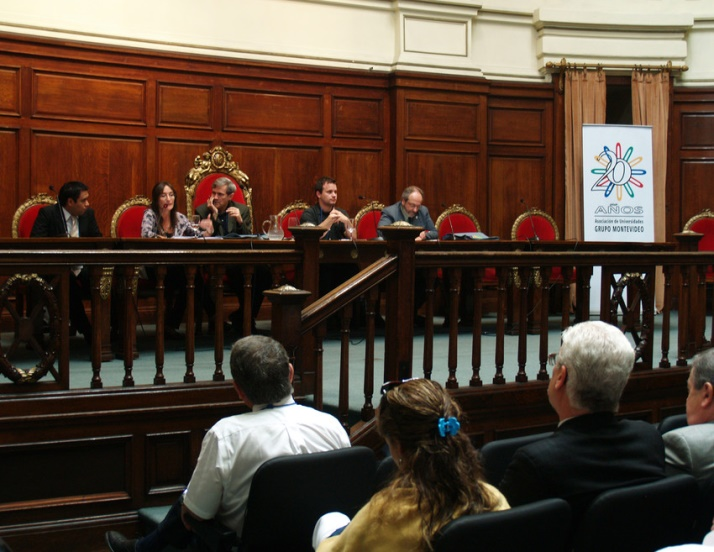 20
AÑOS
Asociación de Universidades
GRUPO MONTEVIDEO